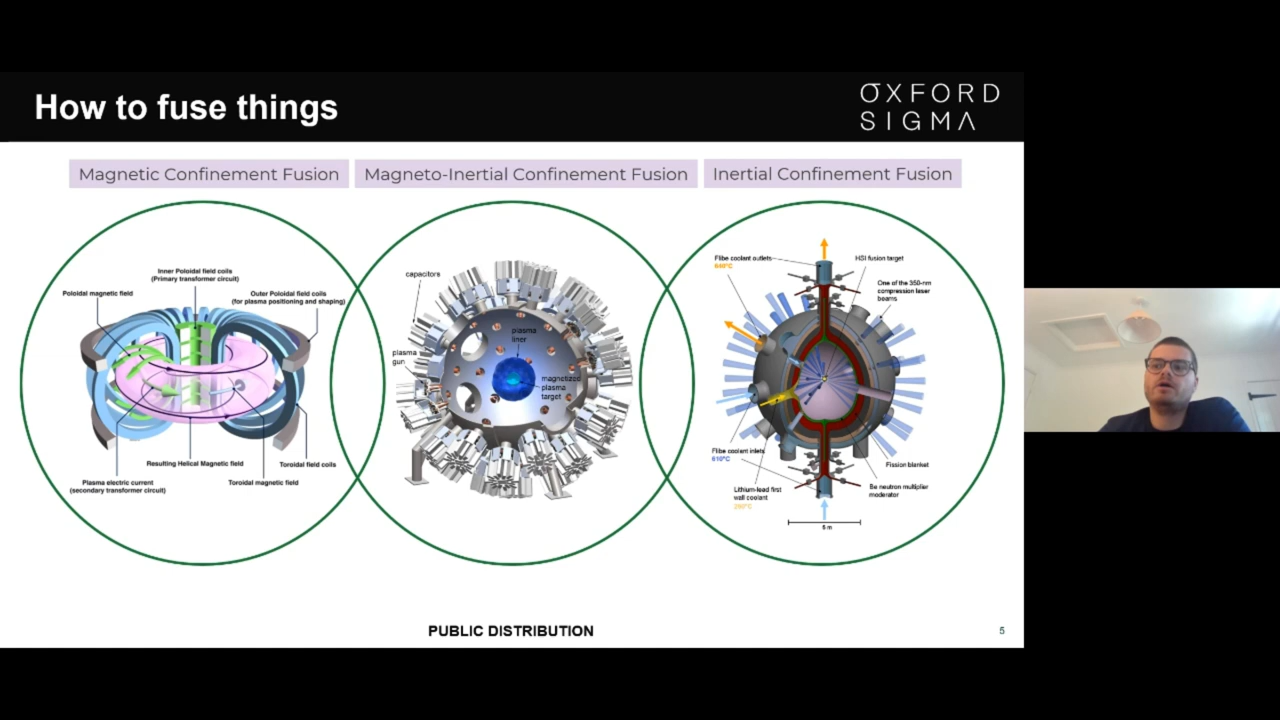 How to fuse things
OXFORD
SIGMA
Magnetic Confinement Fusion
Magneto-Inertial Confinement Fusion
Inertial Confinement Fusion
Inner Poloidal field coils
(Primary transformer circuit)
Poloidal magnetic field
Outer Poloidal field coils
(for plasma positioning and shaping)
Resulting Helical Magnetic field
Toroidal field coils
Plasma electric current
(secondary transformer circuit)
Toroidal magnetic field
capacitors
plasma
gun
plasma
liner
magnetized
plasma
target
Flibe coolant outlets
640°C
HSI fusion target
One of the 350-nm
compression laser
beams
Flibe coolant inlets
610°C
Lithium-lead first
wall coolant
260°C
Fission blanket
Be neutron multiplier
moderator
5 m
PUBLIC DISTRIBUTION
5